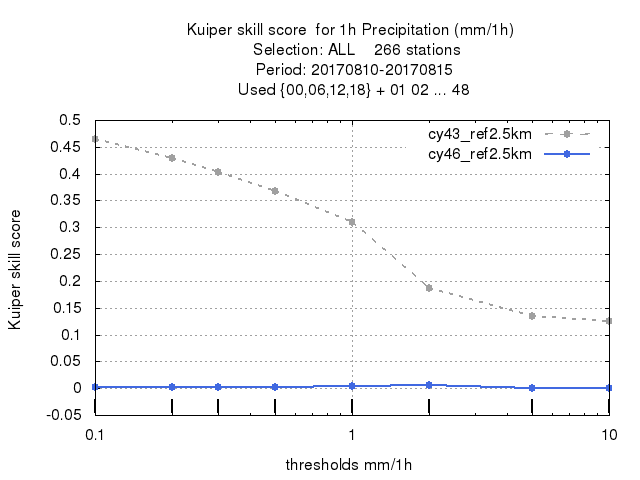 Kuiper skill score  for 1h Precipitation (mm/1h)
Selection: ALL    266 stations
Period: 20170810-20170815
Used {00,06,12,18} + 01 02 ... 48
cy43_ref2.5km
cy46_ref2.5km
0.5
0.45
0.4
0.35
0.3
0.25
0.2
0.15
0.1
0.05
0
-0.05
Kuiper skill score
0.1 1 10
thresholds mm/1h